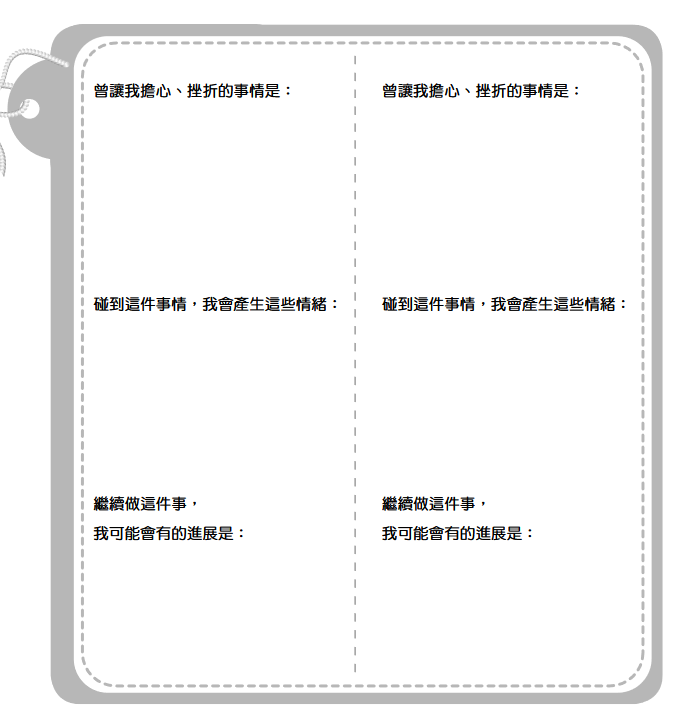 曾讓我擔心、挫折的事情是：
碰到這件事情，我會產生這些情緒：
繼續做這件事，
我可能會有的進展是：
曾讓我擔心、挫折的事情是：
碰到這件事情，我會產生這些情緒：
繼續做這件事，
我可能會有的進展是：